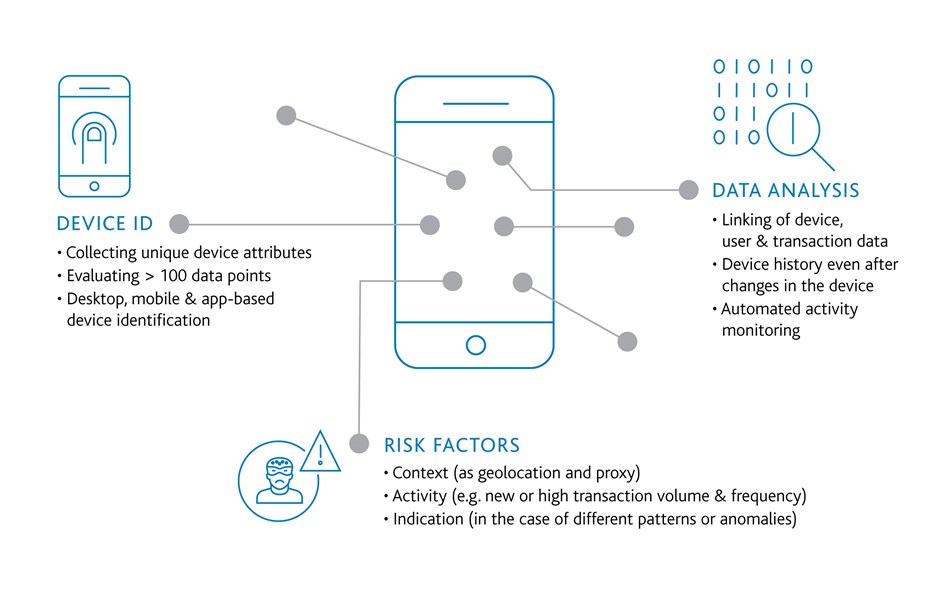 0 1 0 1 1 0
1 1 1 0 1 1
0 1 1
0 1 0 1
DEVICE ID
• Collecting unique device attributes
• Evaluating > 100 data points
• Desktop, mobile & app-based
device identification
DATA ANALYSIS
• Linking of device,
user & transaction data
• Device history even after
changes in the device
• Automated activity
monitoring
RISK FACTORS
• Context (as geolocation and proxy)
• Activity (e.g. new or high transaction volume & frequency)
• Indication (in the case of different patterns or anomalies)